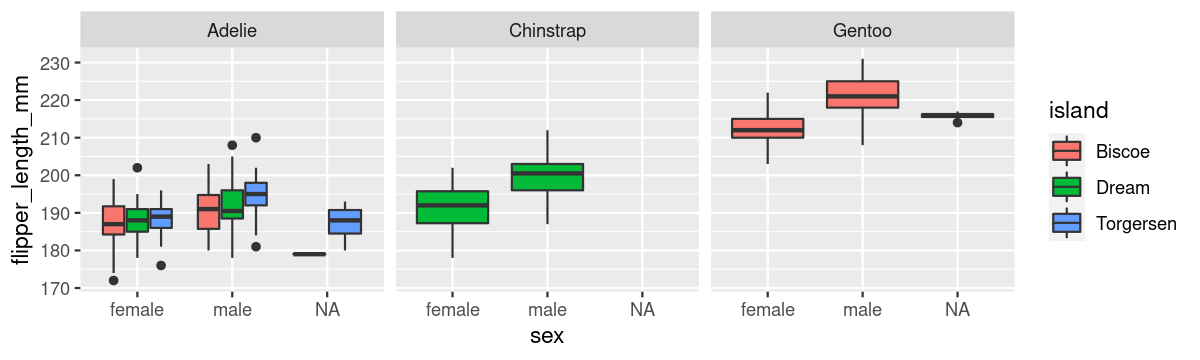 Adelie Chinstrap Gentoo
flipper_length_mm
230
220
210
200
190
180
170
female male NA female male NA female male NA
sex
island
Biscoe
Dream
Torgersen